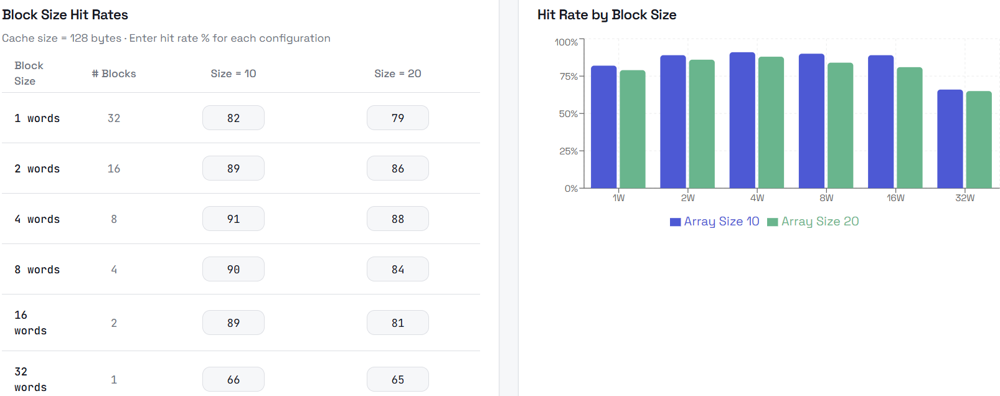 Block Size Hit Rates
Cache size = 128 bytes · Enter hit rate % for each configuration
Block
Size
# Blocks
Size = 10
Size = 20
1 words
32
82
79
2 words
16
89
86
4 words
8
91
88
8 words
4
90
84
16
words
2
89
81
32
words
1
66
65
Hit Rate by Block Size
100%
75%
50%
25%
0%
1W
2W
4W
8W
16W
32W
Array Size 10
Array Size 20